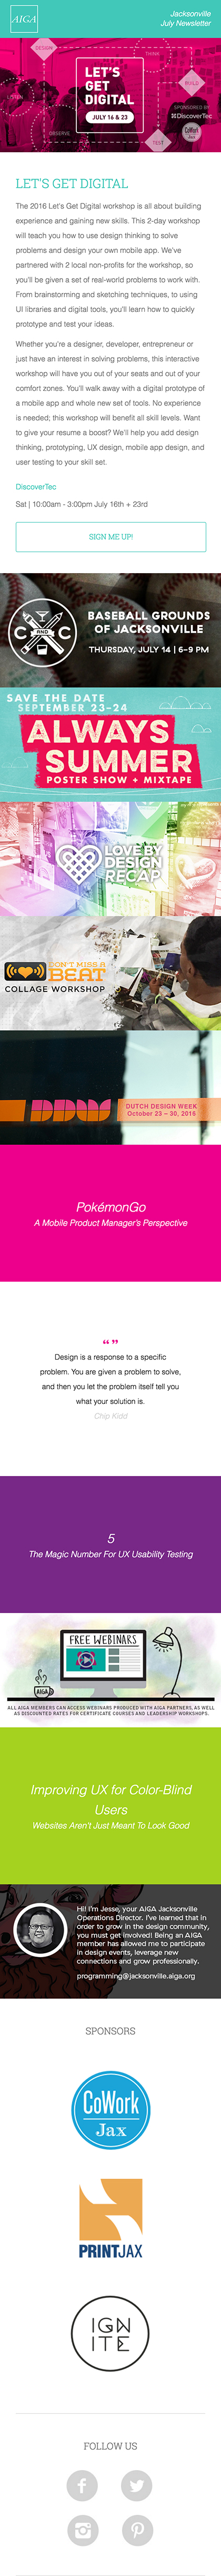 AIGA
Jacksonville
July Newsletter
DESIGN
THINK
LISTEN
BUILD
LET'S
GET
DIGITAL
JULY 16 & 23
OBSERVE
TEST
SPONSORED BY
DiscoverTec
CoWork
Jax
LET'S GET DIGITAL
The 2016 Let's Get Digital workshop is all about building
experience and gaining new skills. This 2-day workshop
will teach you how to use design thinking to solve
problems and design your own mobile app. We've
partnered with 2 local non-profits for the workshop, so
you'll be given a set of real-world problems to work with.
From brainstorming and sketching techniques, to using
UI libraries and digital tools, you'll learn how to quickly
prototype and test your ideas.
Whether you're a designer, developer, entrepreneur or
just have an interest in solving problems, this interactive
workshop will have you out of your seats and out of your
comfort zones. You'll walk away with a digital prototype of
a mobile app and whole new set of tools. No experience
is needed; this workshop will benefit all skill levels. Want
to give your resume a boost? We'll help you add design
thinking, prototyping, UX design, mobile app design, and
user testing to your skill set.
DiscoverTec
Sat | 10:00am - 3:00pm July 16th + 23rd
SIGN ME UP!
C AND C
BASEBALL GROUNDS
OF JACKSONVILLE
THURSDAY, JULY 14 | 6-9 PM
SAVE THE DATE
SEPTEMBER 23-24
ALWAYS
SUMMER
POSTER SHOW + MIXTAPE
LOVE BY
DESIGN
RECAP
DON'T MISS A
BEAT
COLLAGE WORKSHOP
DDW
DUTCH DESIGN WEEK
October 23 – 30, 2016
PokémonGo
A Mobile Product Manager's Perspective
“ ”
Design is a response to a specific
problem. You are given a problem to solve,
and then you let the problem itself tell you
what your solution is.
Chip Kidd
5
The Magic Number For UX Usability Testing
FREE WEBINARS
AIGA
ALL AIGA MEMBERS CAN ACCESS WEBINARS PRODUCED WITH AIGA PARTNERS, AS WELL
AS DISCOUNTED RATES FOR CERTIFICATE COURSES AND LEADERSHIP WORKSHOPS.
Improving UX for Color-Blind
Users
Websites Aren't Just Meant To Look Good
Hi! I'm Jesse, your AIGA Jacksonville
Operations Director. I've learned that in
order to grow in the design community,
you must get involved! Being an AIGA
member has allowed me to participate
in design events, leverage new
connections and grow professionally.
programming@jacksonville.aiga.org
SPONSORS
CoWork
Jax
PRINTJAX
IGN
ITE
FOLLOW US